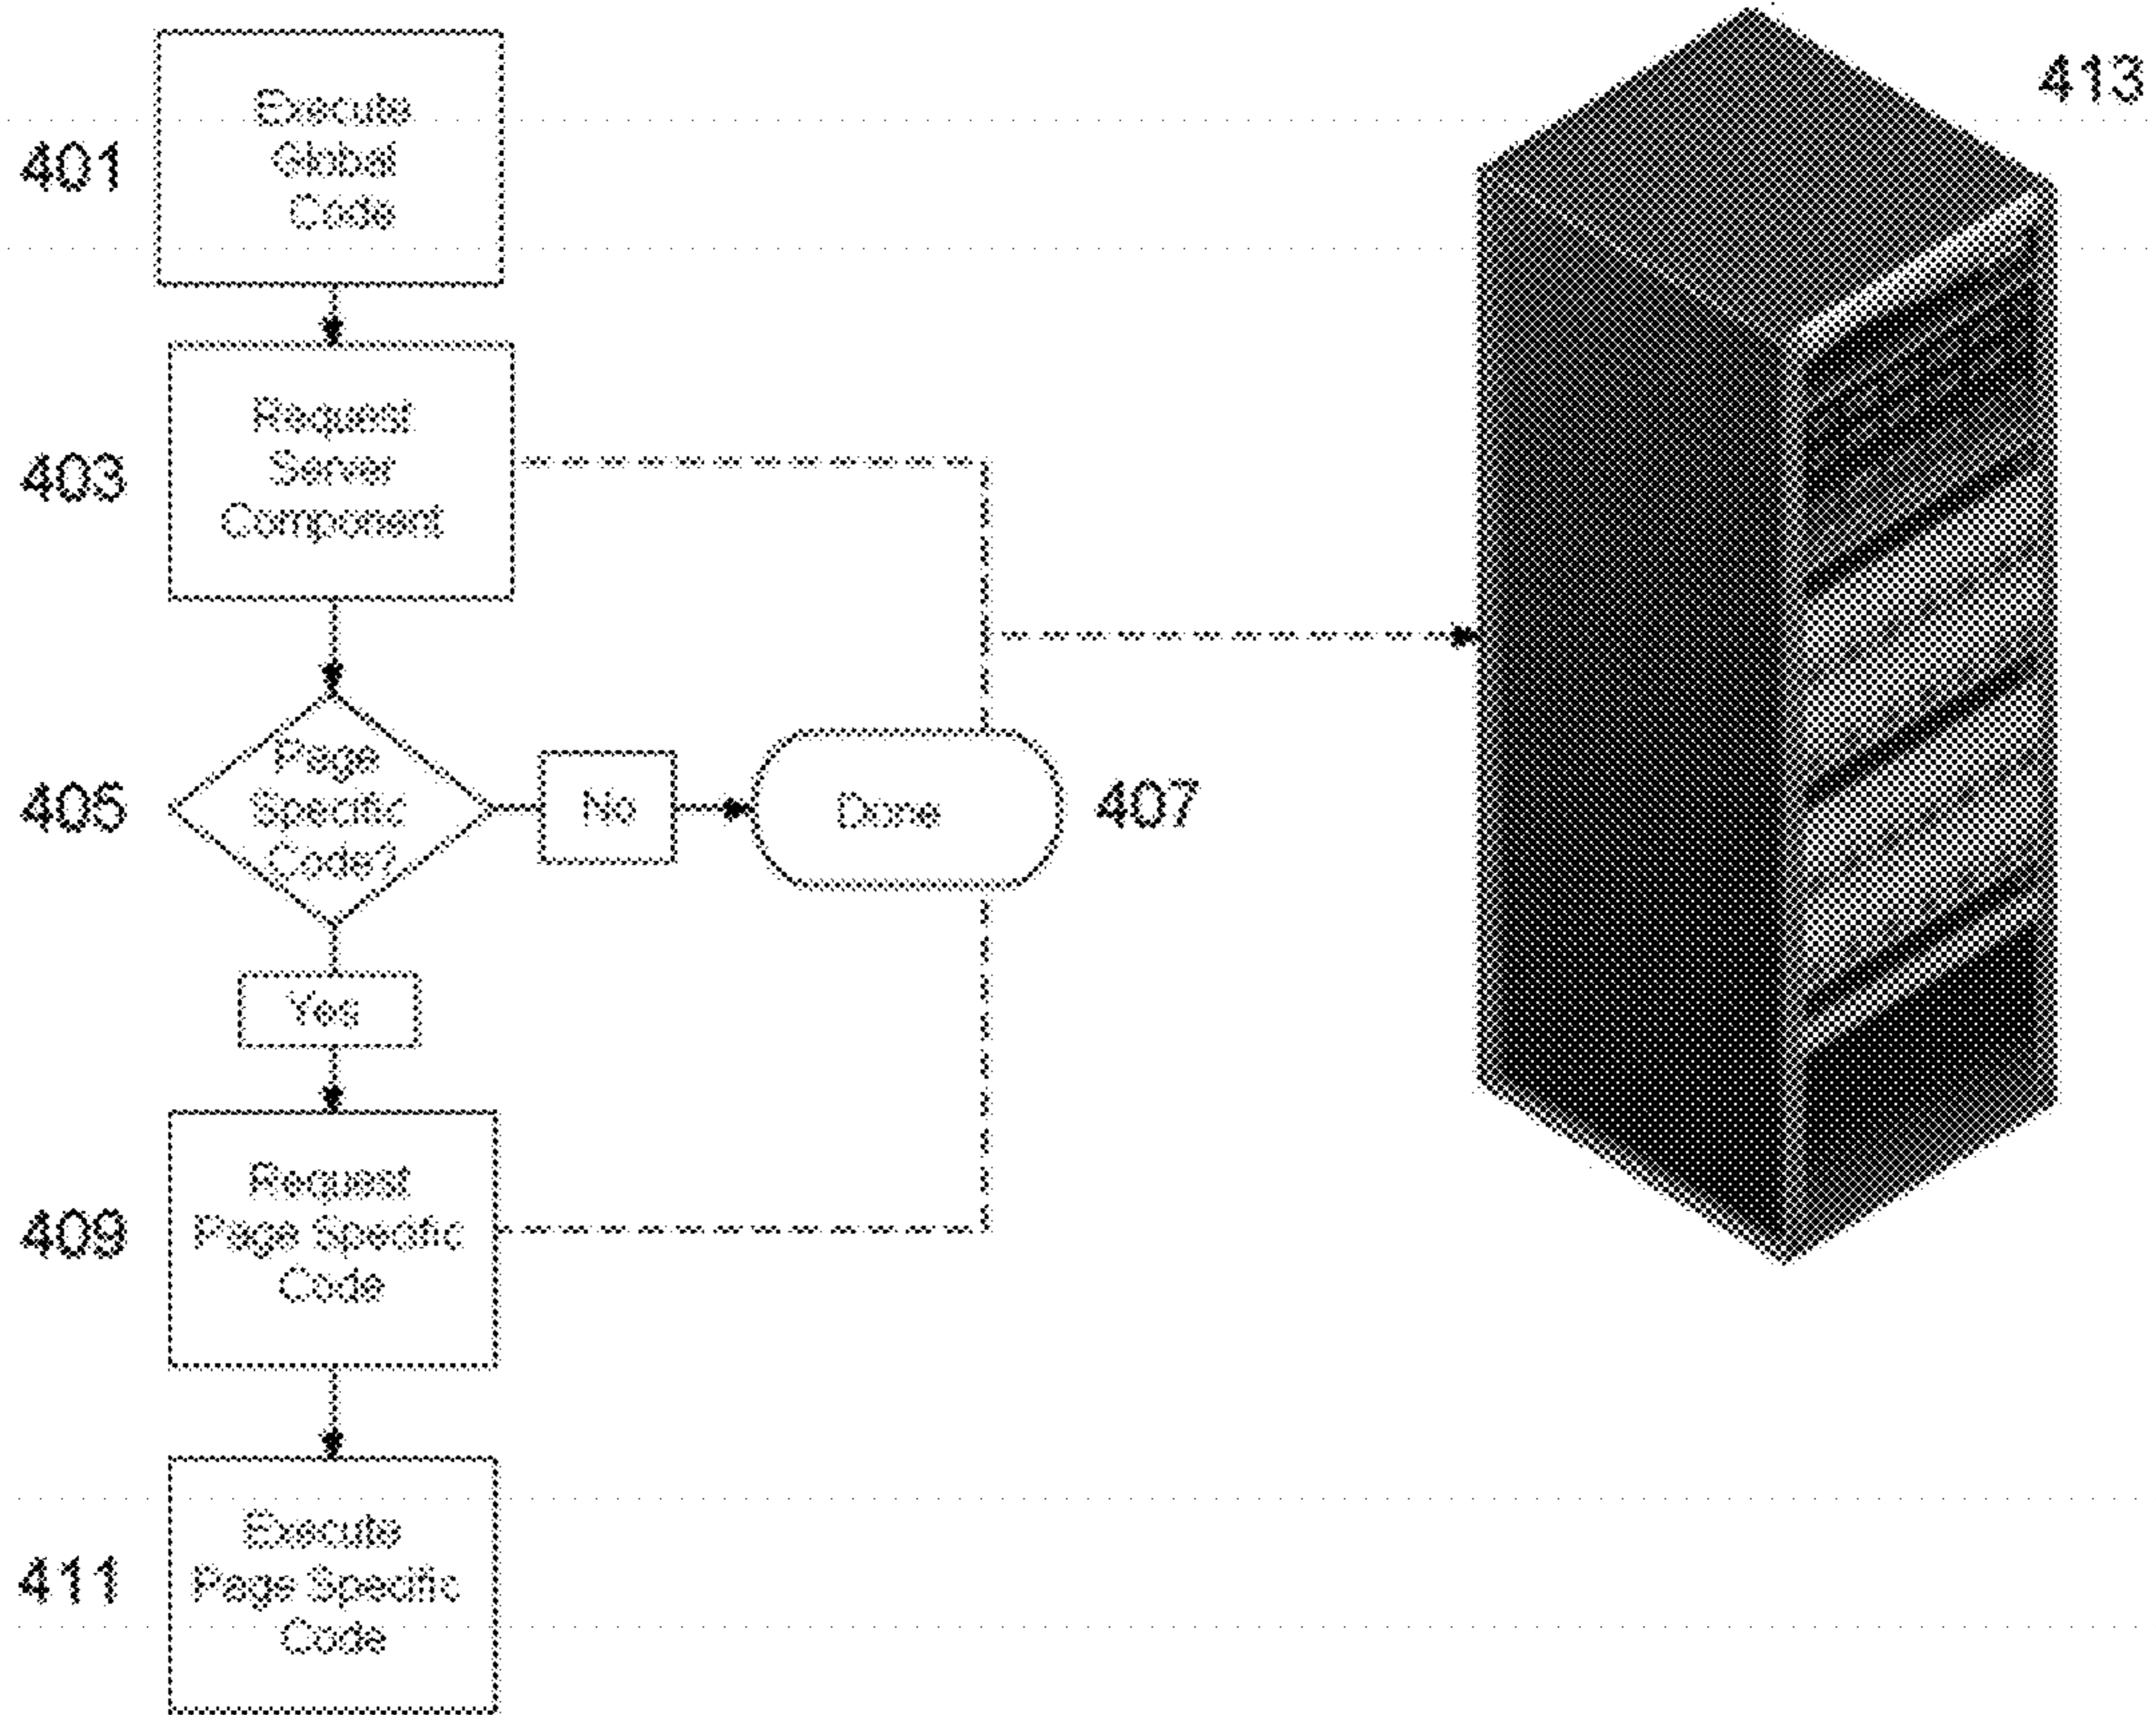 413
401
Execute
Global
Code
403
Request
Server
Component
405
Page
Specific
Code?
No
Done
407
Yes
409
Request
Page Specific
Code
411
Execute
Page Specific
Code